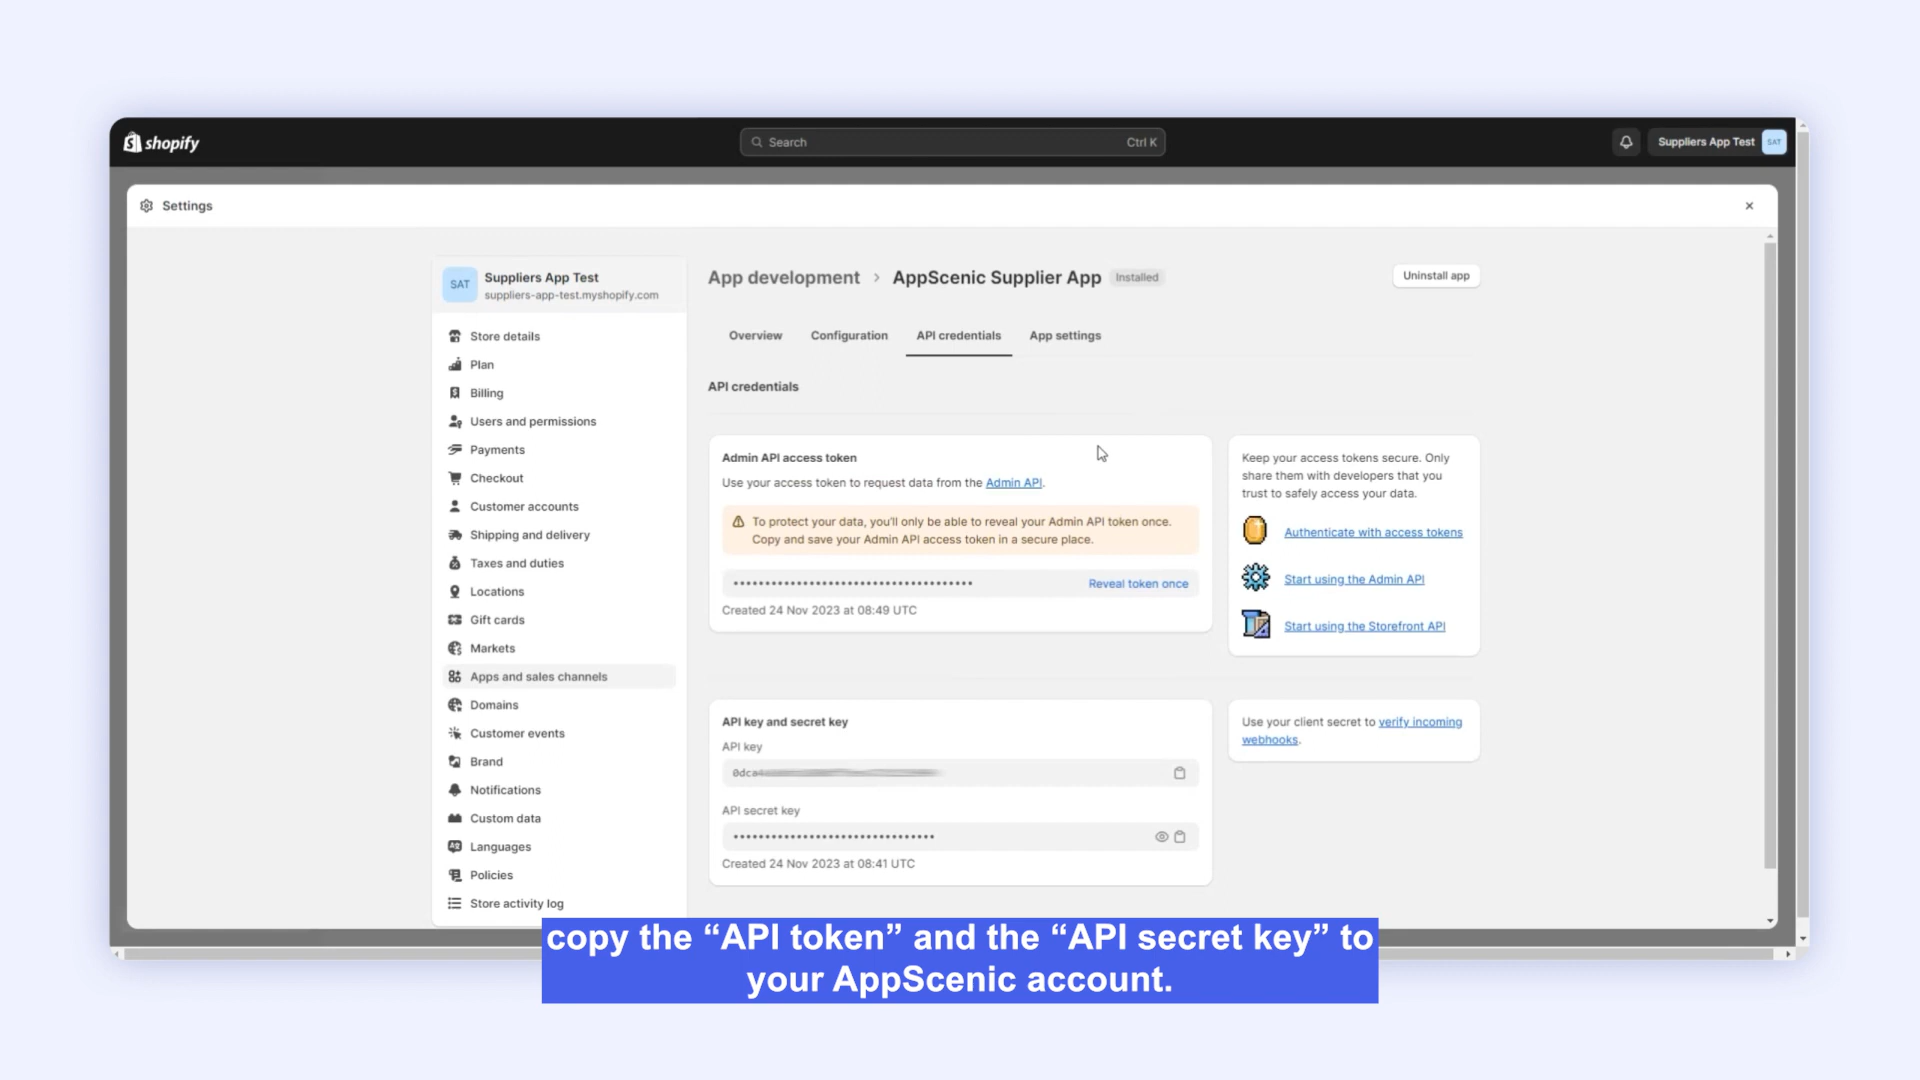 shopify
Search
Ctrl K
Suppliers App Test
SAT
Settings
SAT
Suppliers App Test
suppliers-app-test.myshopify.com
Store details
Plan
Billing
Users and permissions
Payments
Checkout
Customer accounts
Shipping and delivery
Taxes and duties
Locations
Gift cards
Markets
Apps and sales channels
Domains
Customer events
Brand
Notifications
Custom data
Languages
Policies
Store activity log
App development › AppScenic Supplier App Installed
Uninstall app
Overview
Configuration
API credentials
App settings
API credentials
Admin API access token
Use your access token to request data from the Admin API.
To protect your data, you'll only be able to reveal your Admin API token once.
Copy and save your Admin API access token in a secure place.
••••••••••••••••••••••••••••••••••••••
Reveal token once
Created 24 Nov 2023 at 08:49 UTC
Keep your access tokens secure. Only
share them with developers that you
trust to safely access your data.
Authenticate with access tokens
Start using the Admin API
Start using the Storefront API
API key and secret key
API key
0dca
API secret key
••••••••••••••••••••••••••••••••
Created 24 Nov 2023 at 08:41 UTC
Use your client secret to verify incoming
webhooks.
copy the “API token” and the “API secret key” to
your AppScenic account.